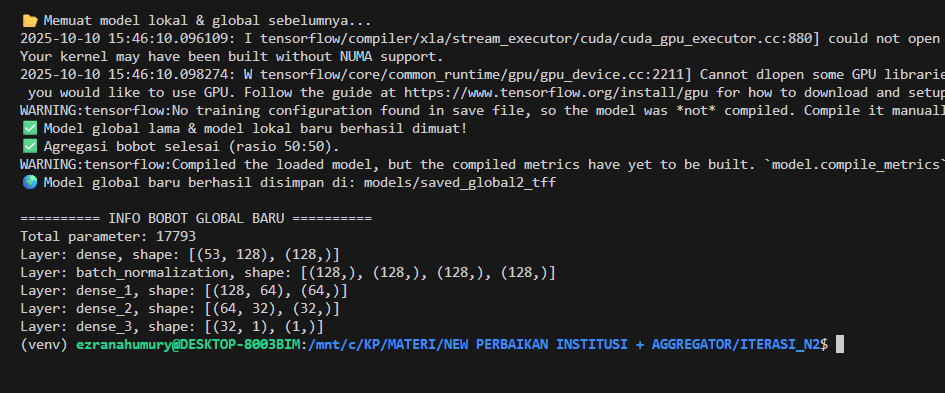 📂 Memuat model lokal & global sebelumnya...
2025-10-10 15:46:10.096109: I tensorflow/compiler/xla/stream_executor/cuda/cuda_gpu_executor.cc:880] could not open
Your kernel may have been built without NUMA support.
2025-10-10 15:46:10.098274: W tensorflow/core/common_runtime/gpu/gpu_device.cc:2211] Cannot dlopen some GPU librarie
you would like to use GPU. Follow the guide at https://www.tensorflow.org/install/gpu for how to download and setup
WARNING:tensorflow:No training configuration found in save file, so the model was *not* compiled. Compile it manuall
✅ Model global lama & model lokal baru berhasil dimuat!
✅ Agregasi bobot selesai (rasio 50:50).
WARNING:tensorflow:Compiled the loaded model, but the compiled metrics have yet to be built. `model.compile_metrics`
🌍 Model global baru berhasil disimpan di: models/saved_global2_tff
========== INFO BOBOT GLOBAL BARU ==========
Total parameter: 17793
Layer: dense, shape: [(53, 128), (128,)]
Layer: batch_normalization, shape: [(128,), (128,), (128,), (128,)]
Layer: dense_1, shape: [(128, 64), (64,)]
Layer: dense_2, shape: [(64, 32), (32,)]
Layer: dense_3, shape: [(32, 1), (1,)]
(venv) ezranahumury@DESKTOP-8003BIM:/mnt/c/KP/MATERI/NEW PERBAIKAN INSTITUSI + AGGREGATOR/ITERASI_N2$